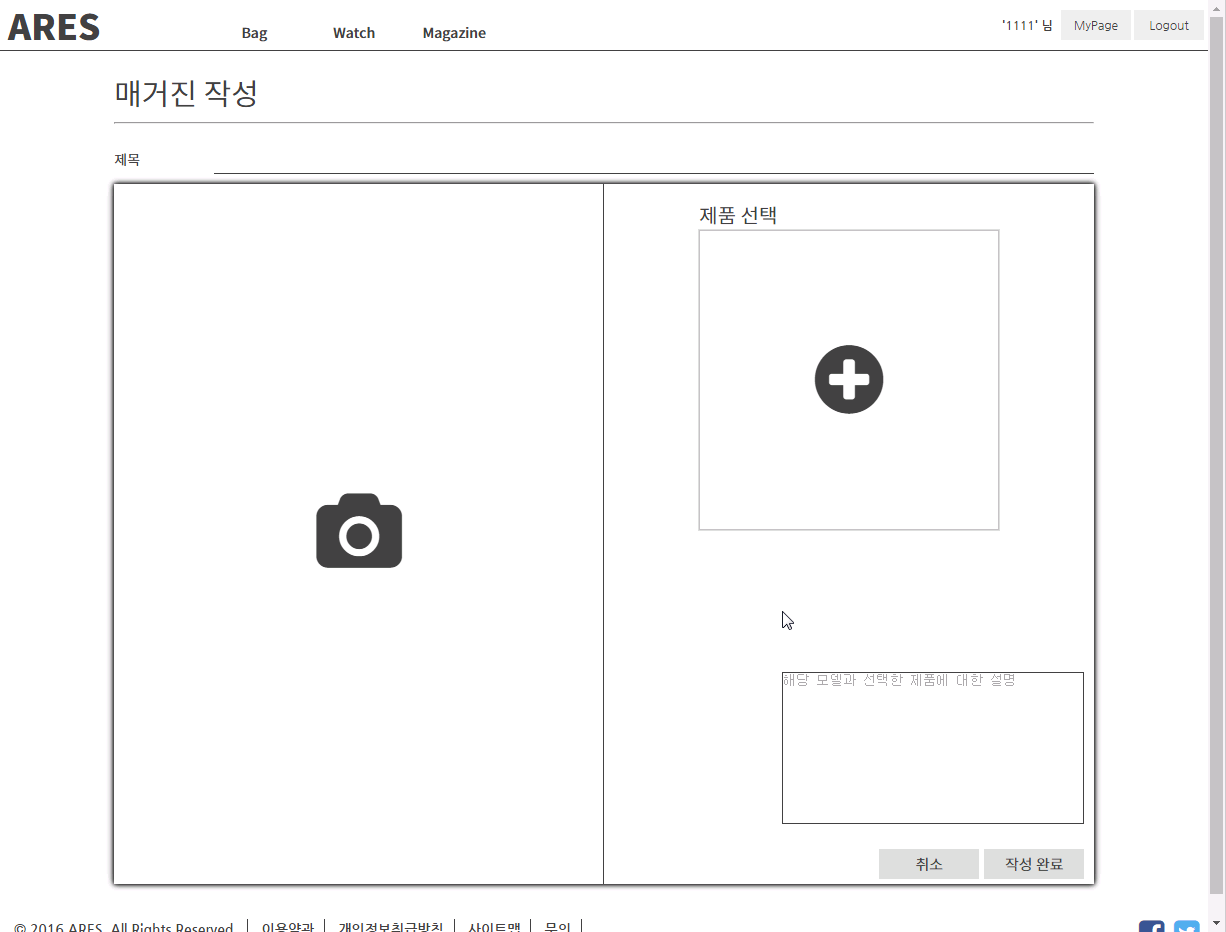 ARES
Bag Watch Magazine
'1111' 님 MyPage Logout
매거진 작성
제목
제품 선택
해당 모델과 선택한 제품에 대한 설명
취소 작성 완료
© 2016 ARES. All Rights Reserved. 이용약관 개인정보취급방침 사이트맵 문의